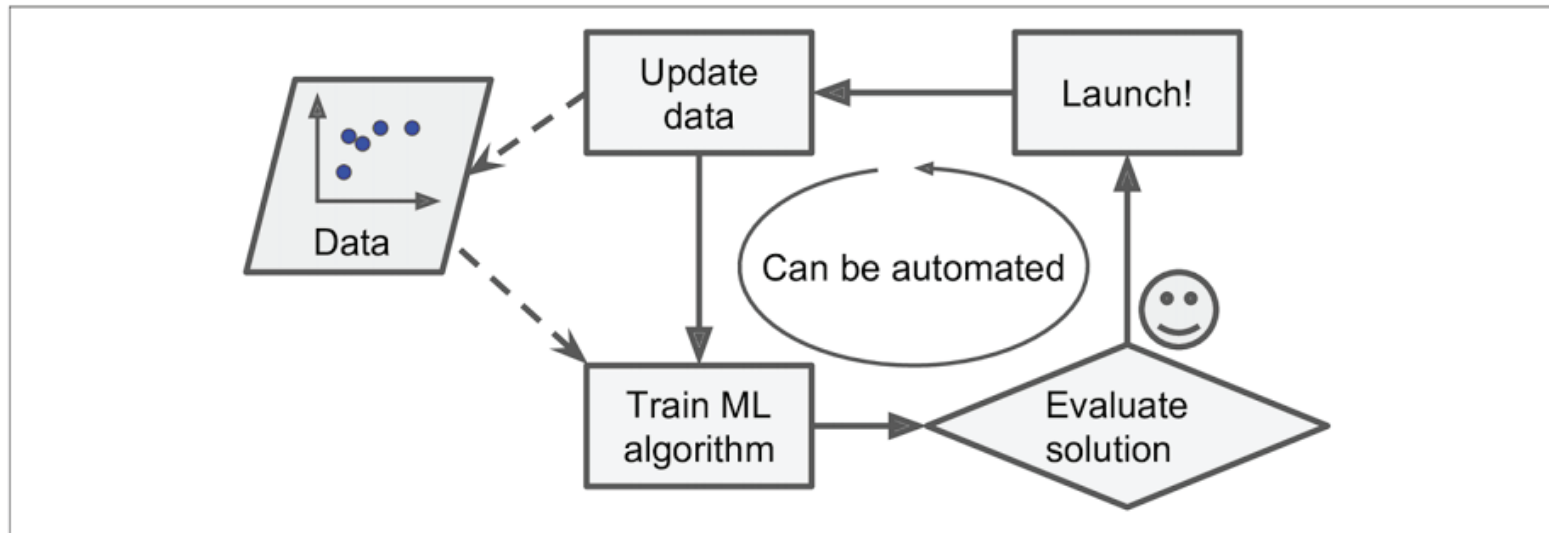 Update
data
Launch!
Data
Can be automated
Train ML
algorithm
Evaluate
solution